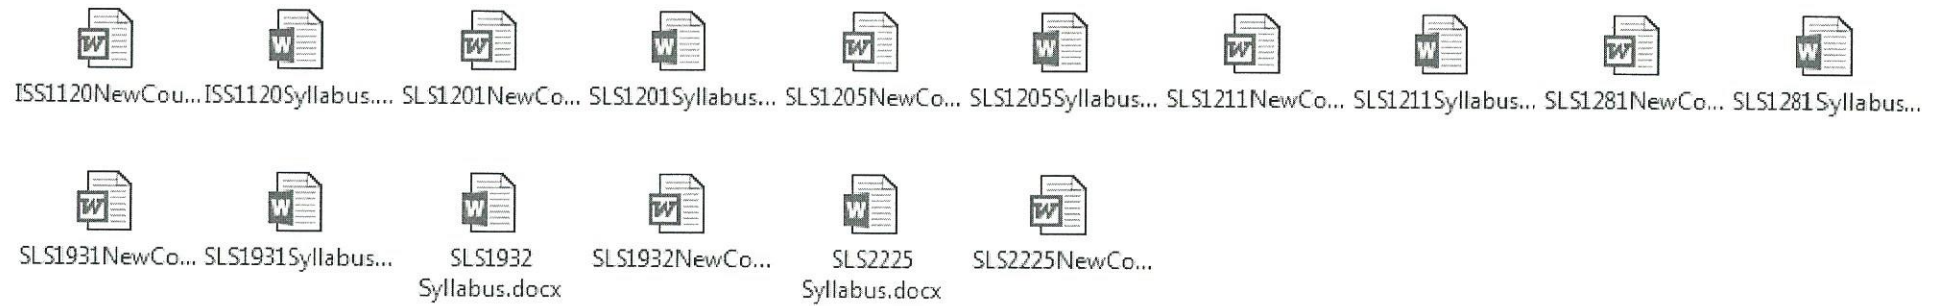 ISS1120NewCou... ISS1120Syllabus.... SLS1201NewCo... SLS1201Syllabus... SLS1205NewCo... SLS1205Syllabus... SLS1211NewCo... SLS1211Syllabus... SLS1281NewCo... SLS1281Syllabus...
SLS1931NewCo... SLS1931Syllabus... SLS1932 SLS1932NewCo... SLS2225 SLS2225NewCo...
Syllabus.docx Syllabus.docx